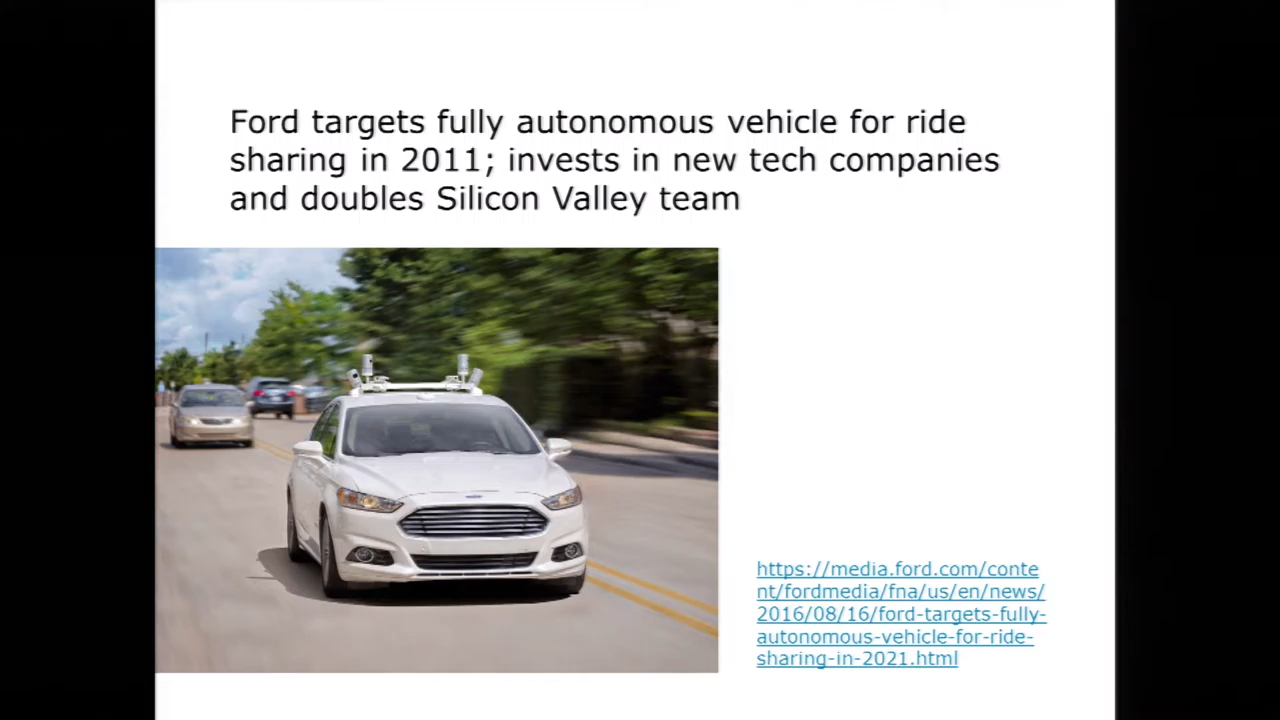 Ford targets fully autonomous vehicle for ride
sharing in 2011; invests in new tech companies
and doubles Silicon Valley team
https://media.ford.com/conte
nt/fordmedia/fna/us/en/news/
2016/08/16/ford-targets-fully-
autonomous-vehicle-for-ride-
sharing-in-2021.html